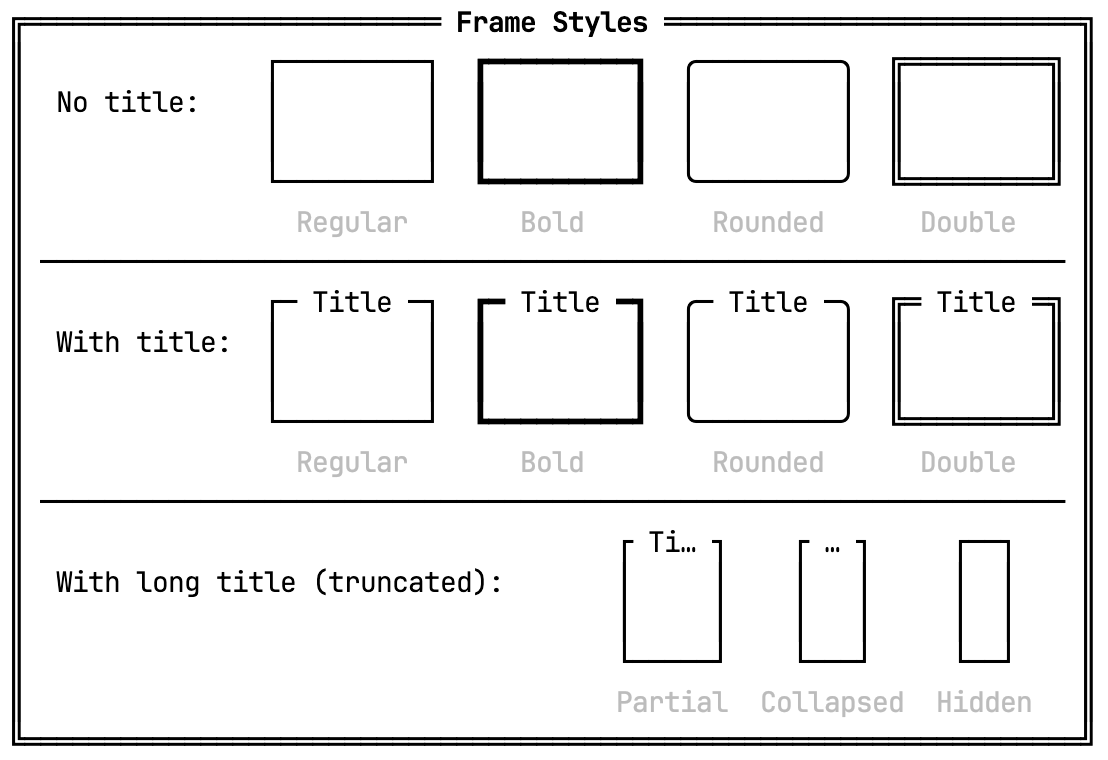 Frame Styles
No title:
Regular Bold Rounded Double
Title Title Title Title
With title:
Regular Bold Rounded Double
Ti… …
With long title (truncated):
Partial Collapsed Hidden